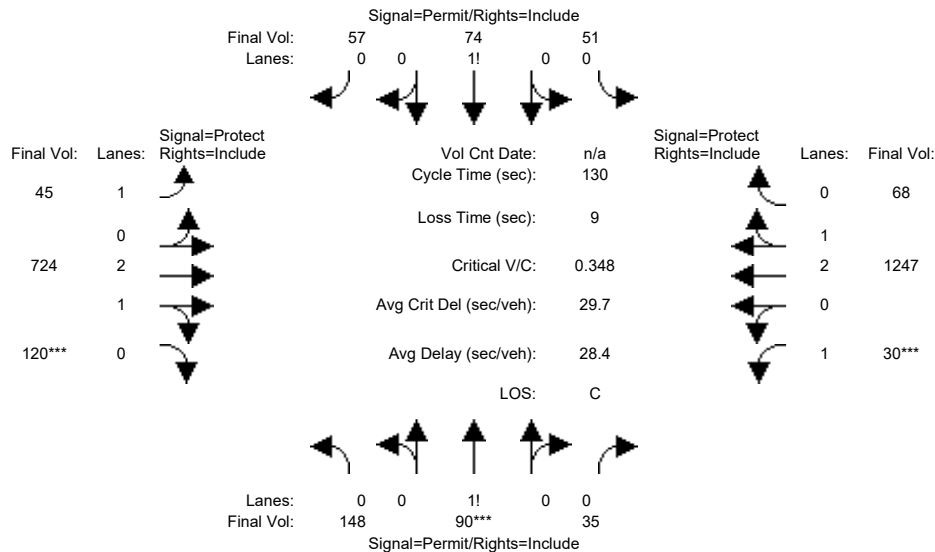 Signal=Permit/Rights=Include
Final Vol: 57 74 51
Lanes: 0 0 1! 0 0
Signal=Protect
Final Vol: Lanes: Rights=Include
Vol Cnt Date: n/a
Signal=Protect
Rights=Include Lanes: Final Vol:
Cycle Time (sec): 130
45 1
0 68
Loss Time (sec): 9
0
1
724 2
Critical V/C: 0.348
2 1247
1
Avg Crit Del (sec/veh): 29.7
0
120*** 0
Avg Delay (sec/veh): 28.4
1 30***
LOS: C
Lanes: 0 0 1! 0 0
Final Vol: 148 90*** 35
Signal=Permit/Rights=Include